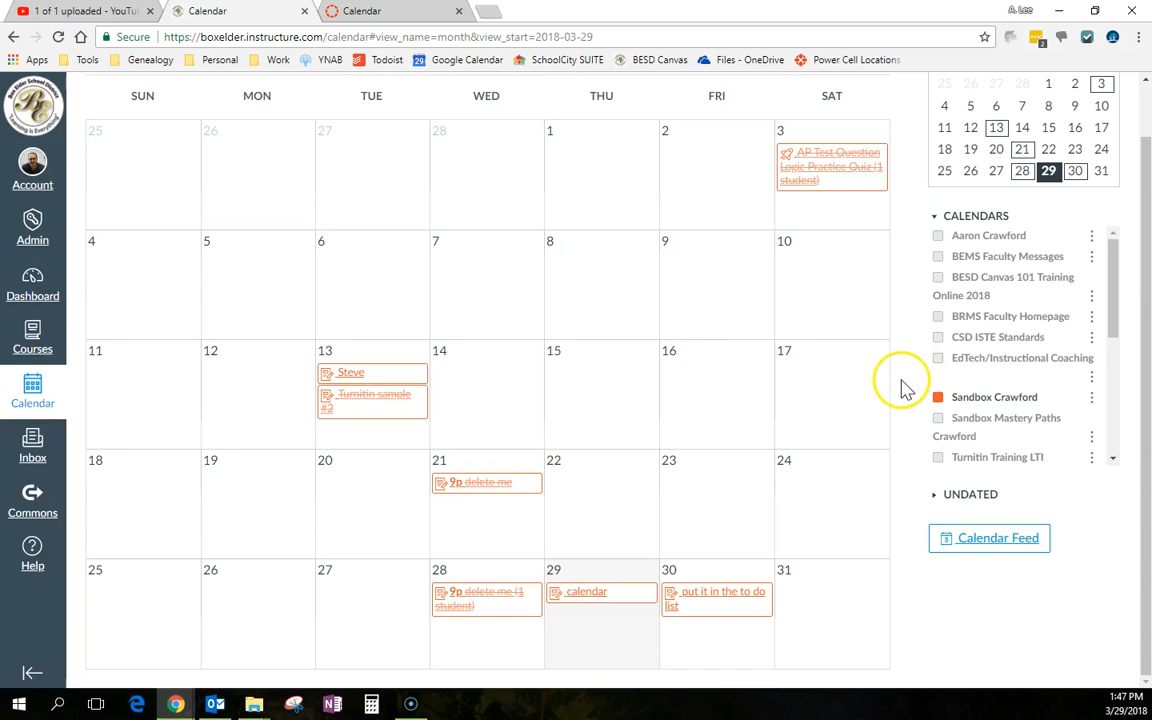 1 of 1 uploaded - YouTu
Calendar
Calendar
A. Lee
Secure
https://boxelder.instructure.com/calendar#view_name=month&view_start=2018-03-29
2
Apps
Tools
Genealogy
Personal
Work
YNAB
Todoist
29 Google Calendar
SchoolCity SUITE
BESD Canvas
Files - OneDrive
Power Cell Locations
Account
Admin
Dashboard
Courses
Calendar
Inbox
Commons
Help
SUN MON TUE WED THU FRI SAT
25 26 27 28 1 2 3
AP Test Question
Logic Practice Quiz (1
student)
4 5 6 7 8 9 10
11 12 13 14 15 16 17
Steve
Turnitin sample
#2
18 19 20 21 22 23 24
9p delete me
25 26 27 28 29 30 31
9p delete me (1
student)
calendar
put it in the to do
list
25 26 27 28 1 2 3
4 5 6 7 8 9 10
11 12 13 14 15 16 17
18 19 20 21 22 23 24
25 26 27 28 29 30 31
CALENDARS
Aaron Crawford
BEMS Faculty Messages
BESD Canvas 101 Training
Online 2018
BRMS Faculty Homepage
CSD ISTE Standards
EdTech/Instructional Coaching
Sandbox Crawford
Sandbox Mastery Paths
Crawford
Turnitin Training LTI
UNDATED
Calendar Feed
1:47 PM
3/29/2018